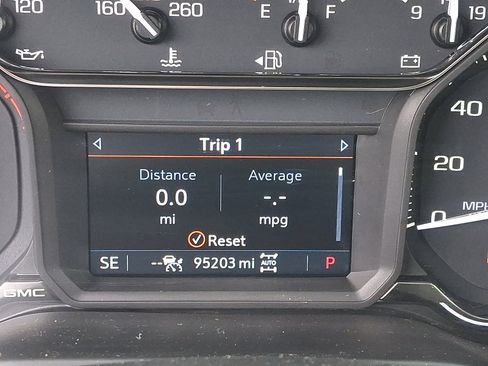 120 160 260 E F 9 19
Trip 1
Distance Average
0.0 -.-
mi mpg
Reset
SE -- 95203 mi AUTO P
GMC
40
20
MPH
0